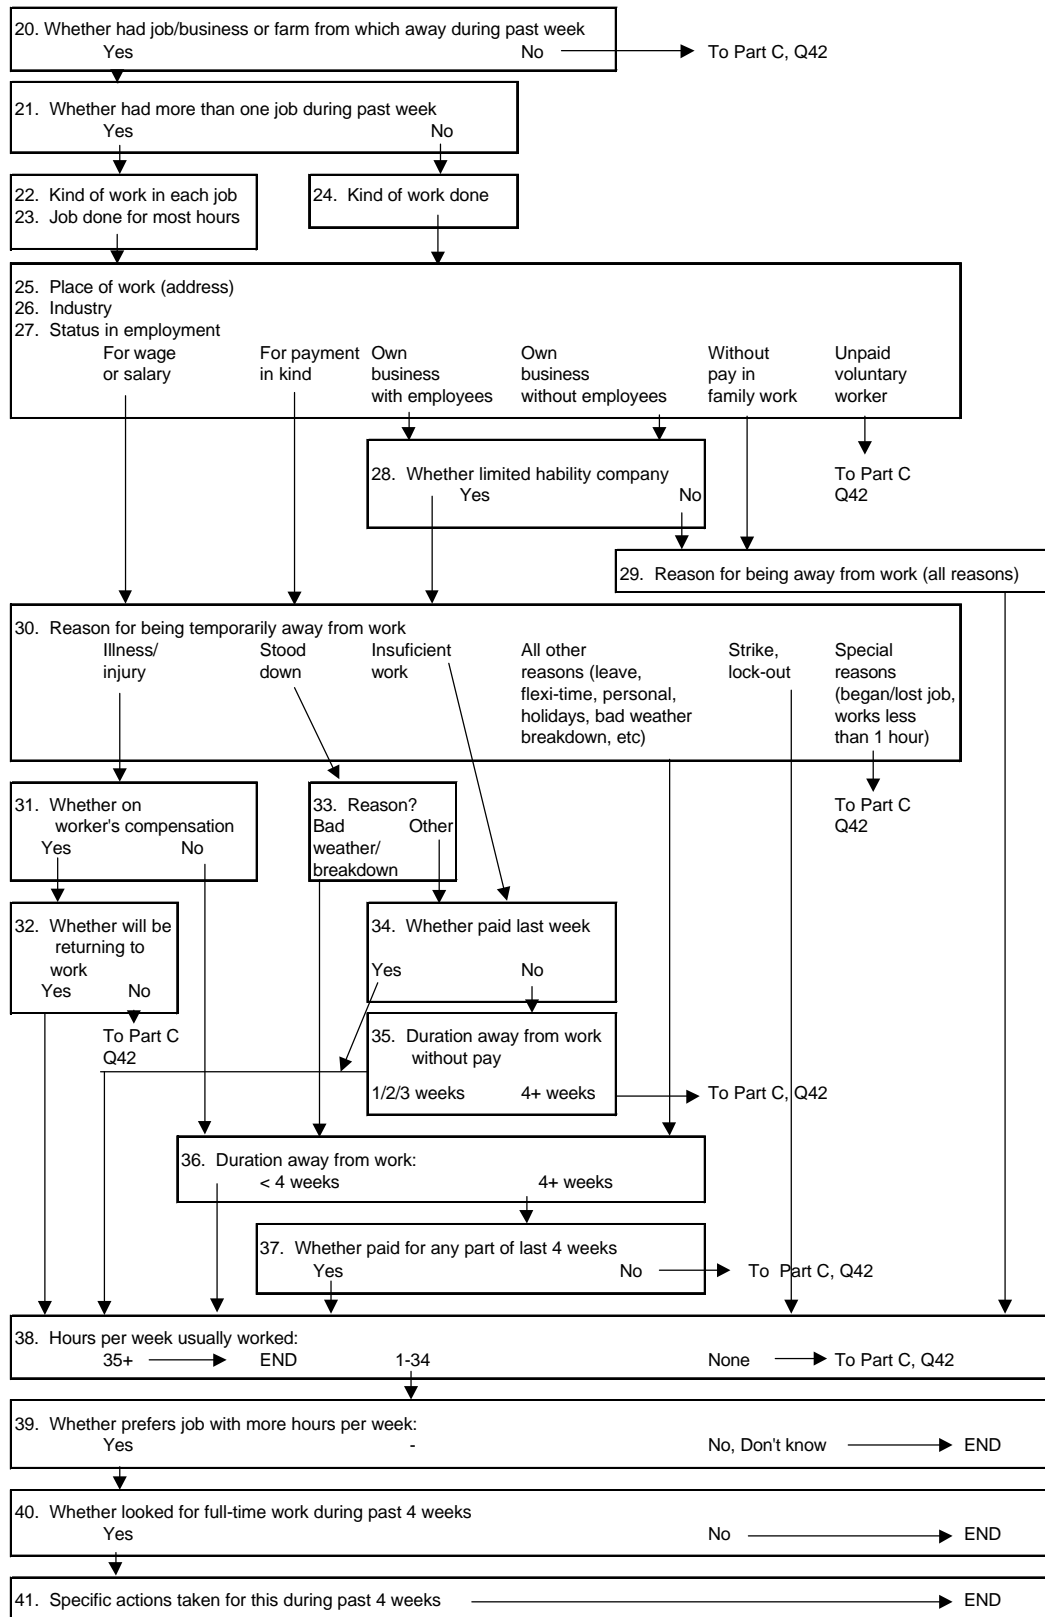 20. Whether had job/business or farm from which away during past week
Yes No To Part C, Q42
21. Whether had more than one job during past week
Yes No
22. Kind of work in each job
23. Job done for most hours
24. Kind of work done
25. Place of work (address)
26. Industry
27. Status in employment
For wage
or salary
For payment
in kind
Own
business
with employees
Own
business
without employees
Without
pay in
family work
Unpaid
voluntary
worker
28. Whether limited hability company
Yes No
To Part C
Q42
29. Reason for being away from work (all reasons)
30. Reason for being temporarily away from work
Illness/
injury
Stood
down
Insuficient
work
All other
reasons (leave,
flexi-time, personal,
holidays, bad weather
breakdown, etc)
Strike,
lock-out
Special
reasons
(began/lost job,
works less
than 1 hour)
31. Whether on
worker's compensation
Yes No
33. Reason?
Bad Other
weather/
breakdown
To Part C
Q42
32. Whether will be
returning to
work
Yes No
34. Whether paid last week
Yes No
To Part C
Q42
35. Duration away from work
without pay
1/2/3 weeks 4+ weeks To Part C, Q42
36. Duration away from work:
< 4 weeks 4+ weeks
37. Whether paid for any part of last 4 weeks
Yes No To Part C, Q42
38. Hours per week usually worked:
35+ END 1-34 None To Part C, Q42
39. Whether prefers job with more hours per week:
Yes - No, Don't know END
40. Whether looked for full-time work during past 4 weeks
Yes No END
41. Specific actions taken for this during past 4 weeks END